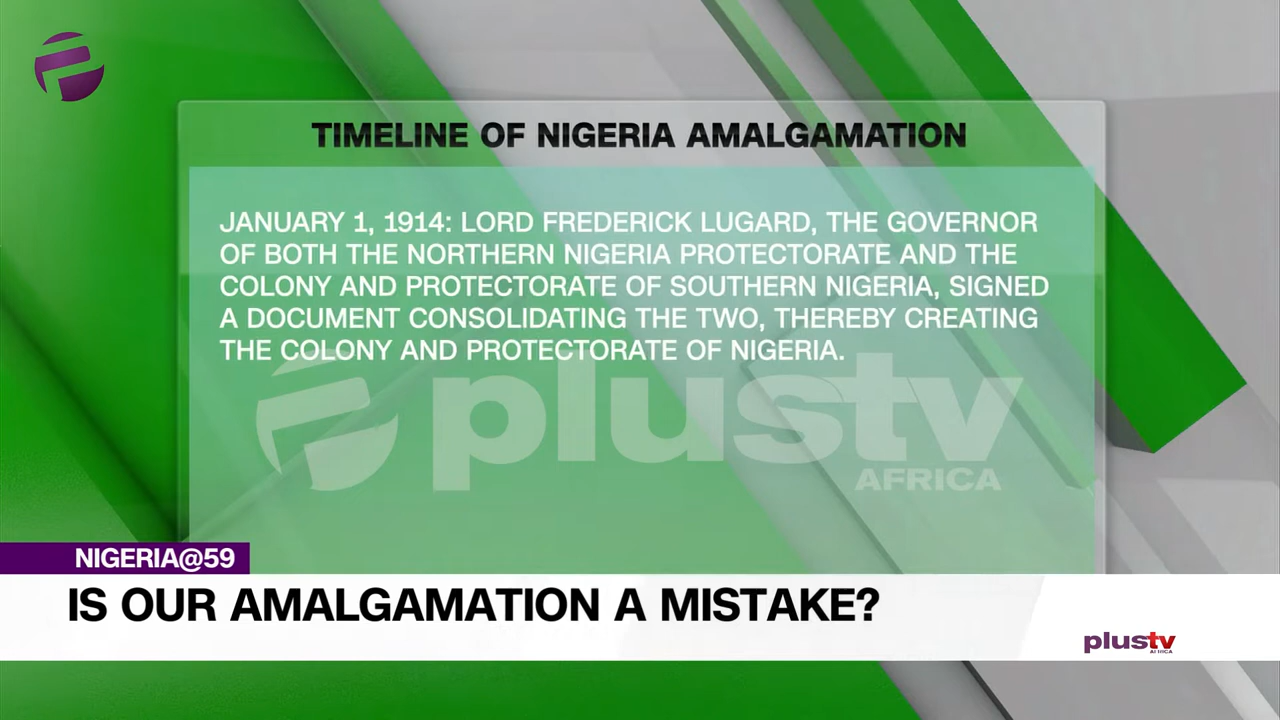 TIMELINE OF NIGERIA AMALGAMATION
JANUARY 1, 1914: LORD FREDERICK LUGARD, THE GOVERNOR
OF BOTH THE NORTHERN NIGERIA PROTECTORATE AND THE
COLONY AND PROTECTORATE OF SOUTHERN NIGERIA, SIGNED
A DOCUMENT CONSOLIDATING THE TWO, THEREBY CREATING
THE COLONY AND PROTECTORATE OF NIGERIA.
plustv
AFRICA
NIGERIA@59
IS OUR AMALGAMATION A MISTAKE?
plustv
AFRICA